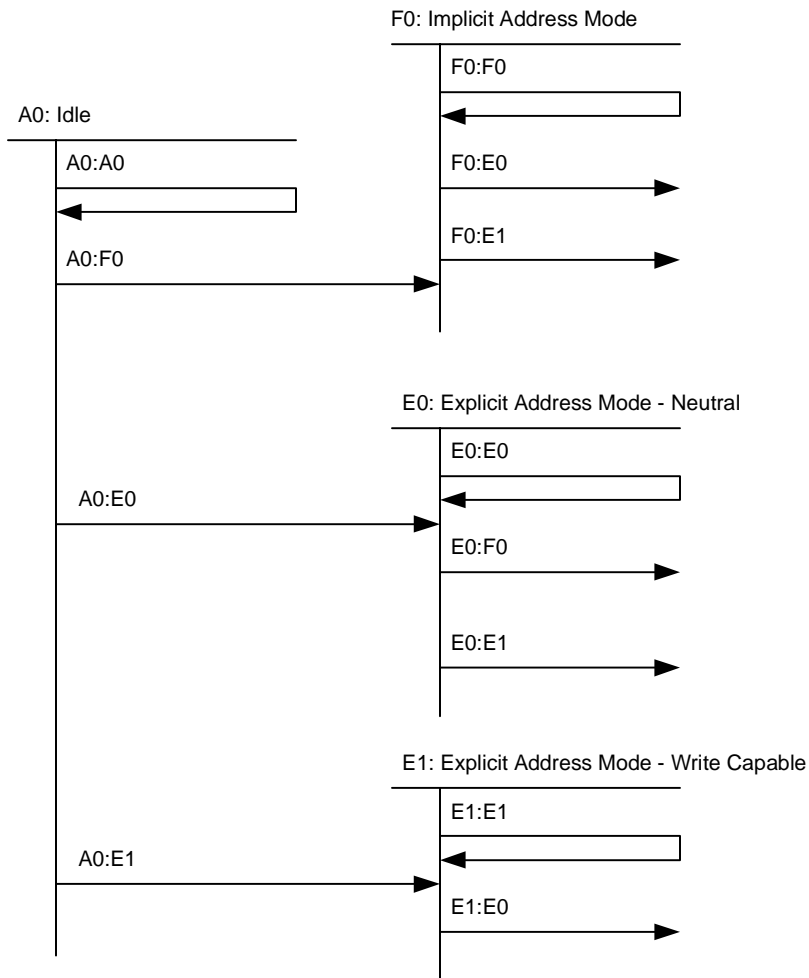 F0: Implicit Address Mode
F0:F0
A0: Idle
A0:A0
F0:E0
F0:E1
A0:F0
E0: Explicit Address Mode - Neutral
E0:E0
A0:E0
E0:F0
E0:E1
E1: Explicit Address Mode - Write Capable
E1:E1
A0:E1
E1:E0